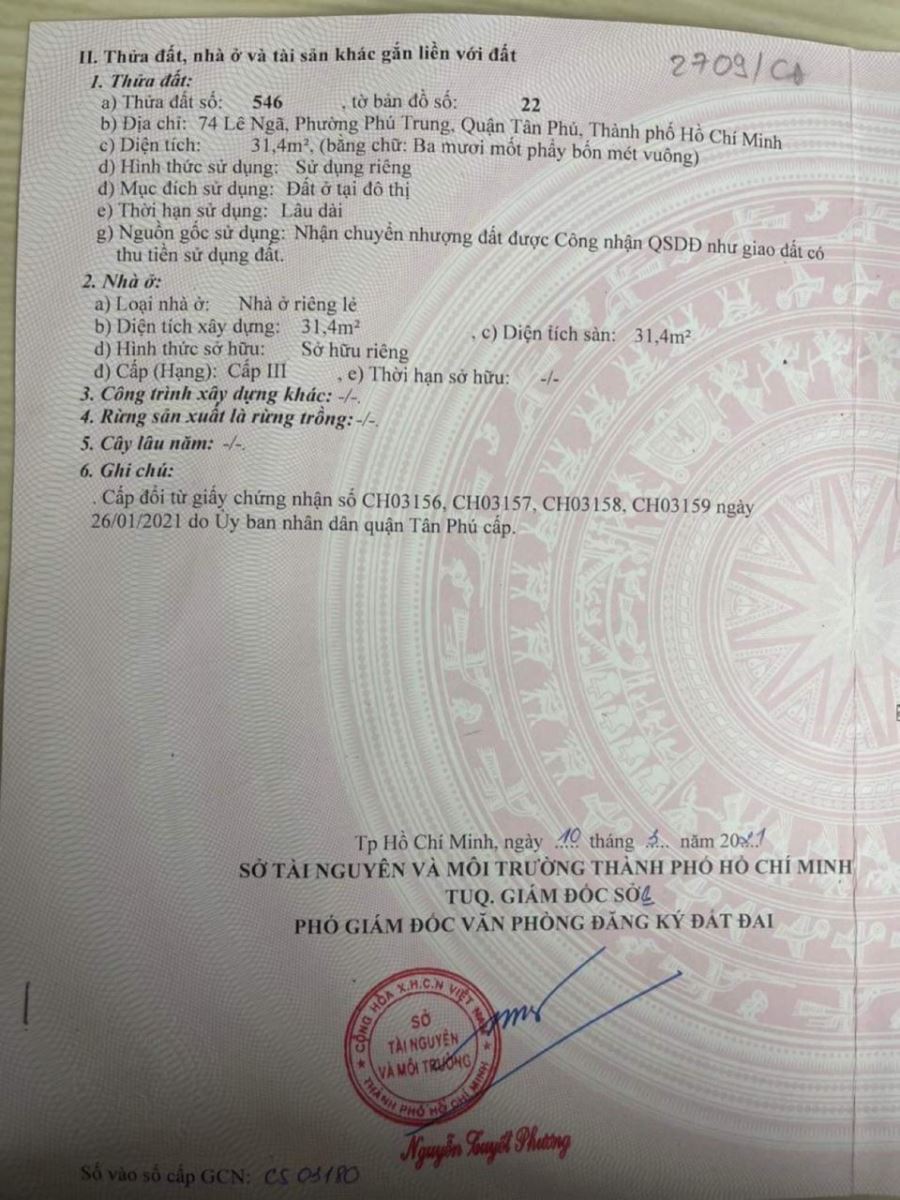 II. Thửa đất, nhà ở và tài sản khác gắn liền với đất
2709/CD
1. Thửa đất:
a) Thửa đất số: 546 , tờ bản đồ số: 22
b) Địa chỉ: 74 Lê Ngã, Phường Phú Trung, Quận Tân Phú, Thành phố Hồ Chí Minh
c) Diện tích: 31,4m², (bằng chữ: Ba mươi mốt phẩy bốn mét vuông)
d) Hình thức sử dụng: Sử dụng riêng
đ) Mục đích sử dụng: Đất ở tại đô thị
e) Thời hạn sử dụng: Lâu dài
g) Nguồn gốc sử dụng: Nhận chuyển nhượng đất được Công nhận QSDĐ như giao đất có
thu tiền sử dụng đất.
2. Nhà ở:
a) Loại nhà ở: Nhà ở riêng lẻ
b) Diện tích xây dựng: 31,4m² , c) Diện tích sàn: 31,4m²
d) Hình thức sở hữu: Sở hữu riêng
đ) Cấp (Hạng): Cấp III , e) Thời hạn sở hữu: -/-
3. Công trình xây dựng khác: -/-.
4. Rừng sản xuất là rừng trồng: -/-.
5. Cây lâu năm: -/-.
6. Ghi chú:
. Cấp đổi từ giấy chứng nhận số CH03156, CH03157, CH03158, CH03159 ngày
26/01/2021 do Ủy ban nhân dân quận Tân Phú cấp.
Tp Hồ Chí Minh, ngày 10 tháng 3 năm 2021
SỞ TÀI NGUYÊN VÀ MÔI TRƯỜNG THÀNH PHỐ HỒ CHÍ MINH
TUQ. GIÁM ĐỐC SỞ
PHÓ GIÁM ĐỐC VĂN PHÒNG ĐĂNG KÝ ĐẤT ĐAI
CỘNG HÒA X.H.C.N VIỆT NAM
SỞ
TÀI NGUYÊN
VÀ MÔI TRƯỜNG
THÀNH PHỐ HỒ CHÍ MINH
Nguyễn Tuyết Phương
Số vào sổ cấp GCN: CS 03180